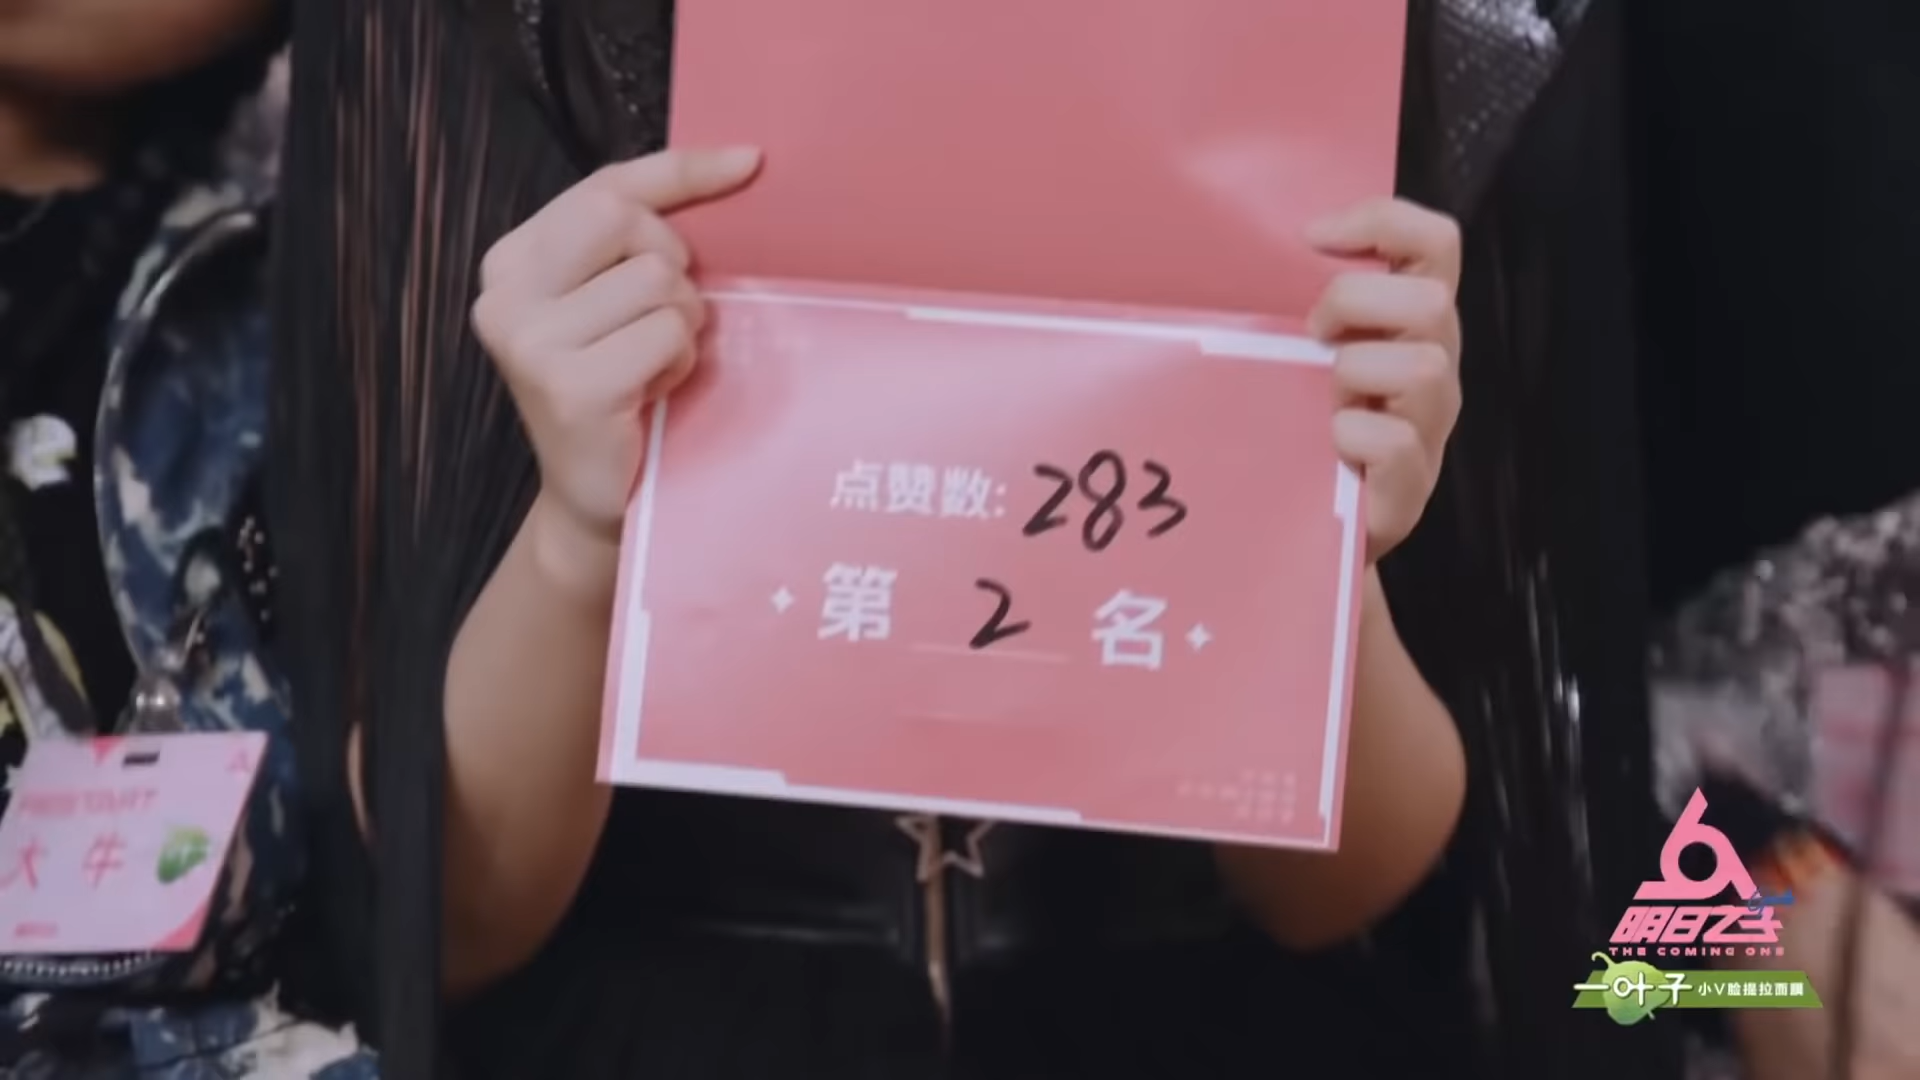 点赞数: 283
第 2 名
大牛
明日之子
THE COMING ONE
一叶子 小V脸提拉面膜